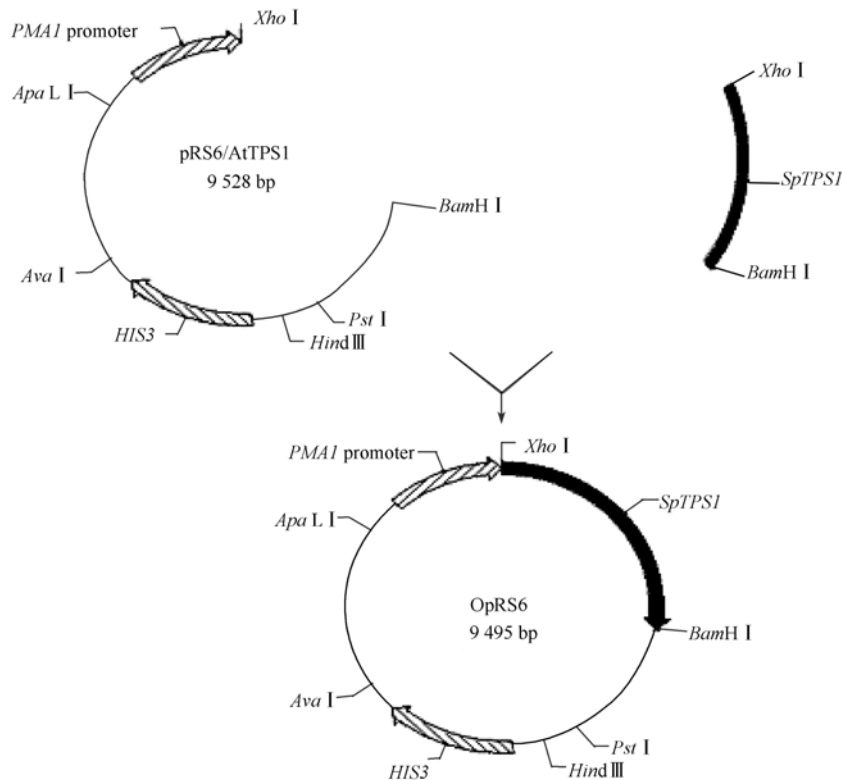 PMA1 promoter
Xho Ⅰ
Apa L Ⅰ
pRS6/AtTPS1
9 528 bp
BamH Ⅰ
Ava Ⅰ
HIS3
Pst Ⅰ
Hind Ⅲ
Xho Ⅰ
SpTPS1
BamH Ⅰ
PMA1 promoter
Xho Ⅰ
SpTPS1
Apa L Ⅰ
OpRS6
9 495 bp
BamH Ⅰ
Ava Ⅰ
HIS3
Pst Ⅰ
Hind Ⅲ